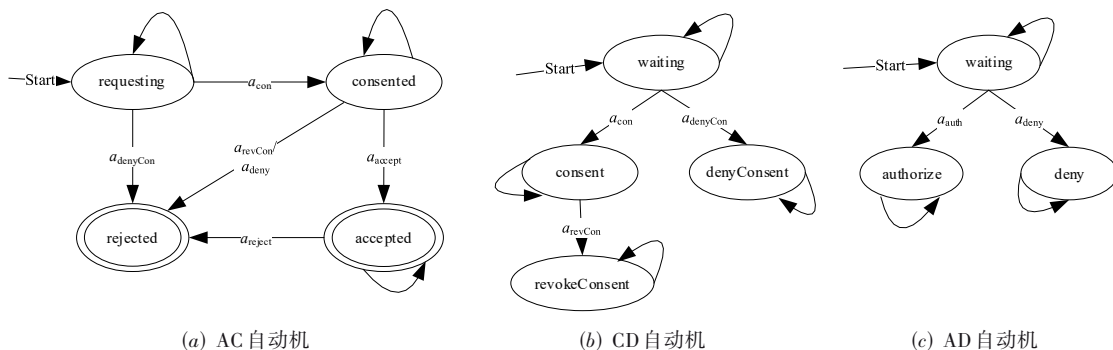 Start
requesting
a_con
consented
a_denyCon
a_revCon/
a_deny
a_accept
rejected
a_reject
accepted
(a) AC自动机
Start
waiting
a_con
a_denyCon
consent
denyConsent
a_revCon
revokeConsent
(b) CD自动机
Start
waiting
a_auth
a_deny
authorize
deny
(c) AD自动机